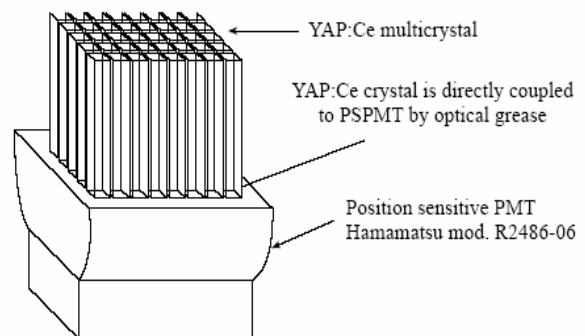 YAP:Ce multicrystal
YAP:Ce crystal is directly coupled
to PSPMT by optical grease
Position sensitive PMT
Hamamatsu mod. R2486-06